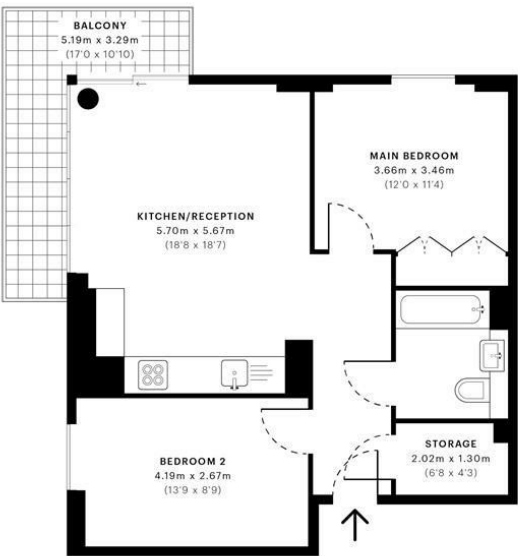 BALCONY
5.19m x 3.29m
(17'0 x 10'10)
MAIN BEDROOM
3.66m x 3.46m
(12'0 x 11'4)
KITCHEN/RECEPTION
5.70m x 5.67m
(18'8 x 18'7)
STORAGE
2.02m x 1.30m
(6'8 x 4'3)
BEDROOM 2
4.19m x 2.67m
(13'9 x 8'9)